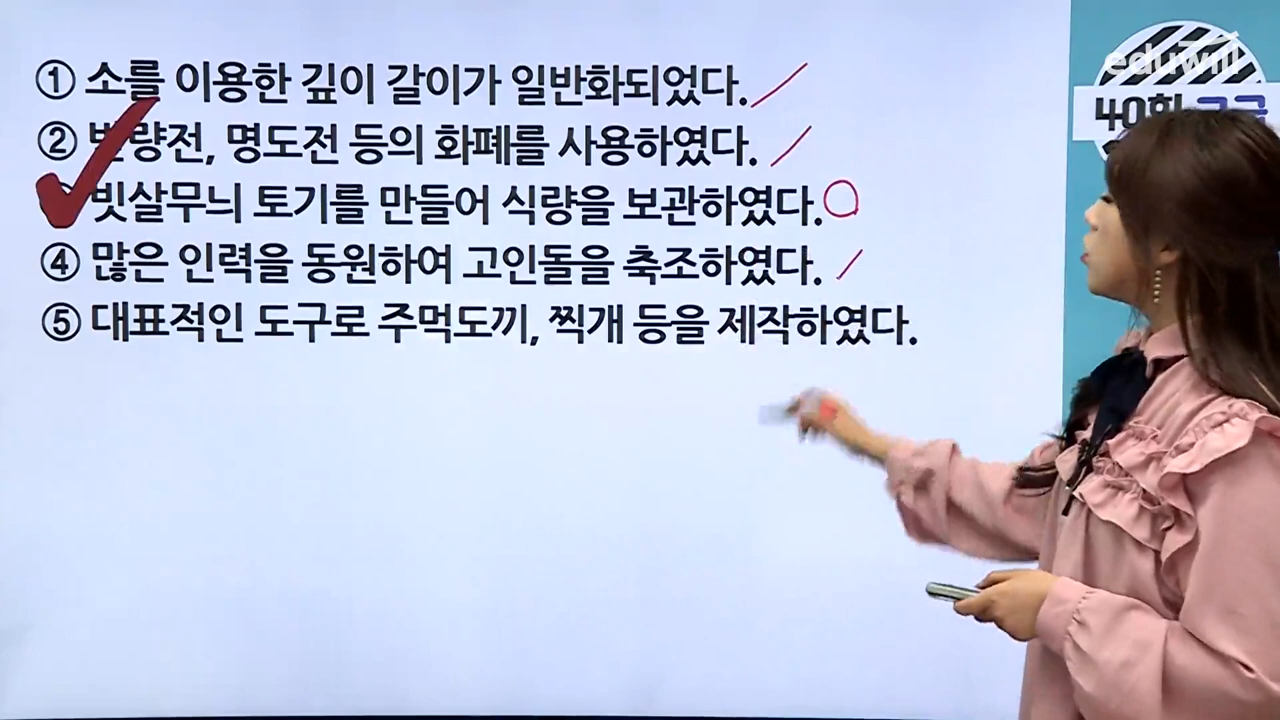 eduwill
40회 고급
① 소를 이용한 깊이 갈이가 일반화되었다.
② 반량전, 명도전 등의 화폐를 사용하였다.
빗살무늬 토기를 만들어 식량을 보관하였다.
④ 많은 인력을 동원하여 고인돌을 축조하였다.
⑤ 대표적인 도구로 주먹도끼, 찍개 등을 제작하였다.